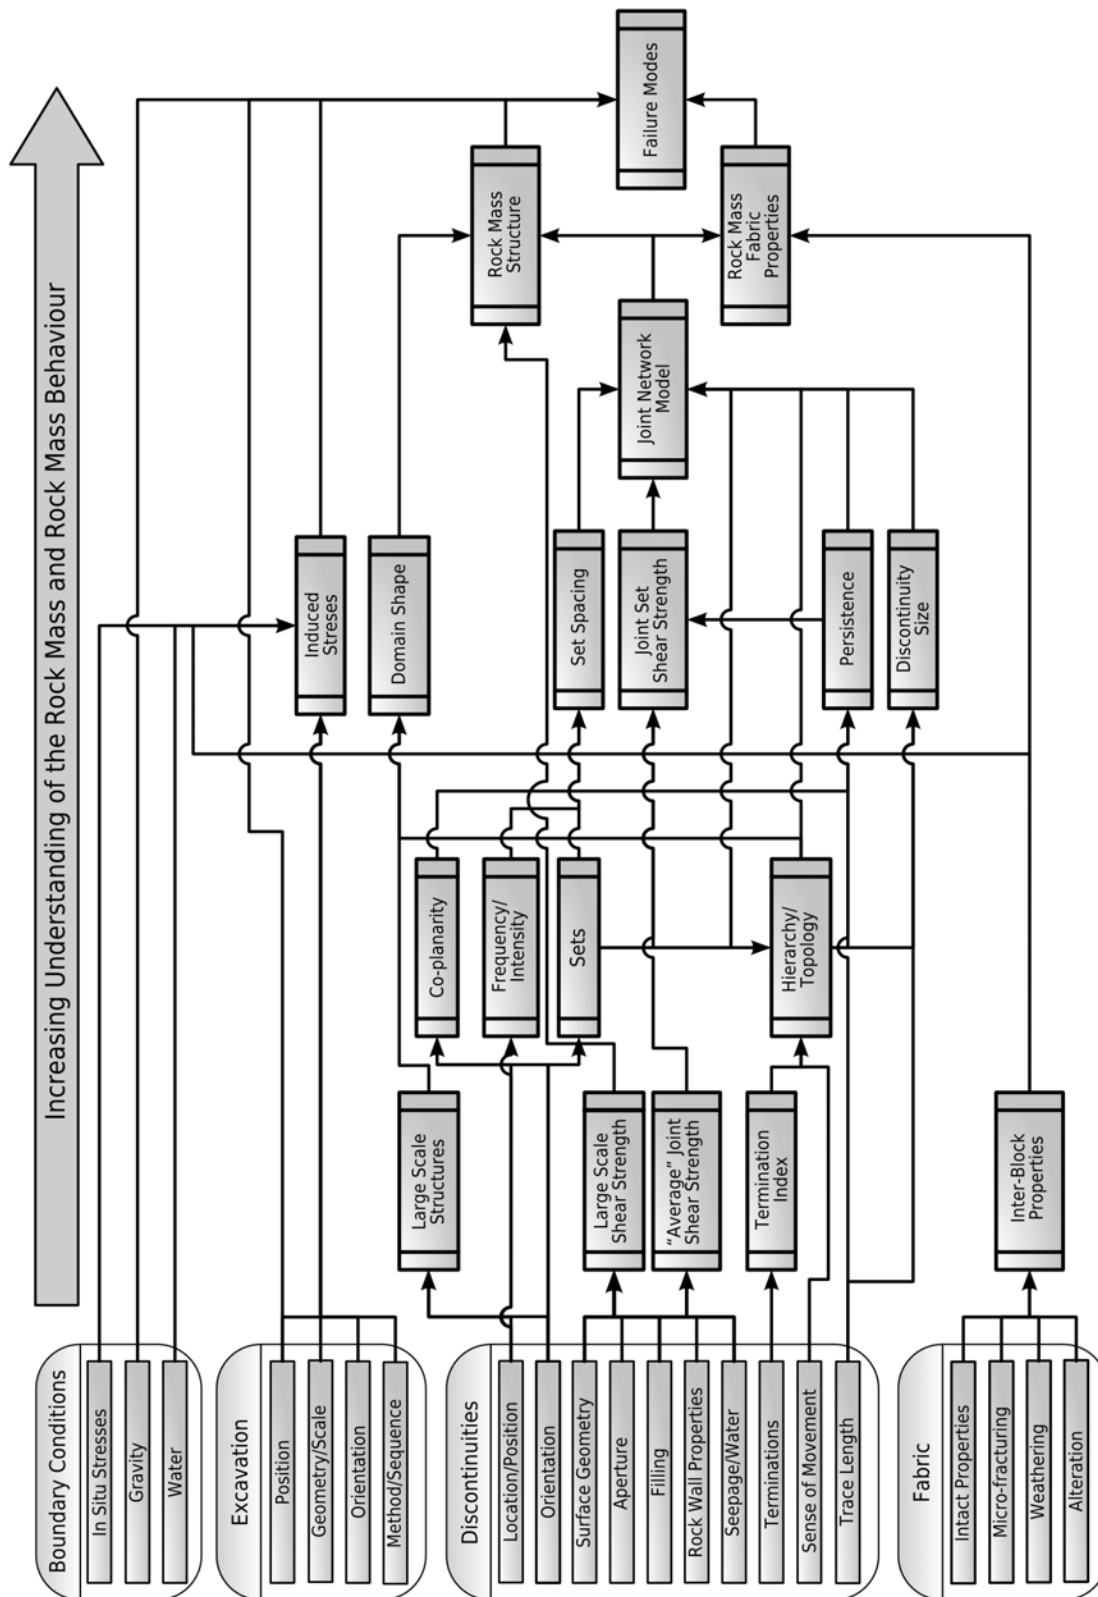 Increasing Understanding of the Rock Mass and Rock Mass Behaviour
Boundary Conditions
In Situ Stresses
Gravity
Water
Excavation
Position
Geometry/Scale
Orientation
Method/Sequence
Discontinuities
Location/Position
Orientation
Surface Geometry
Aperture
Filling
Rock Wall Properties
Seepage/Water
Terminations
Sense of Movement
Trace Length
Fabric
Intact Properties
Micro-fracturing
Weathering
Alteration
Large Scale
Structures
Large Scale
Shear Strength
“Average” Joint
Shear Strength
Termination
Index
Inter-Block
Properties
Co-planarity
Frequency/
Intensity
Sets
Hierarchy/
Topology
Induced
Streses
Domain Shape
Set Spacing
Joint Set
Shear Strength
Persistence
Discontinuity
Size
Joint Network
Model
Rock Mass
Structure
Rock Mass
Fabric
Properties
Failure Modes